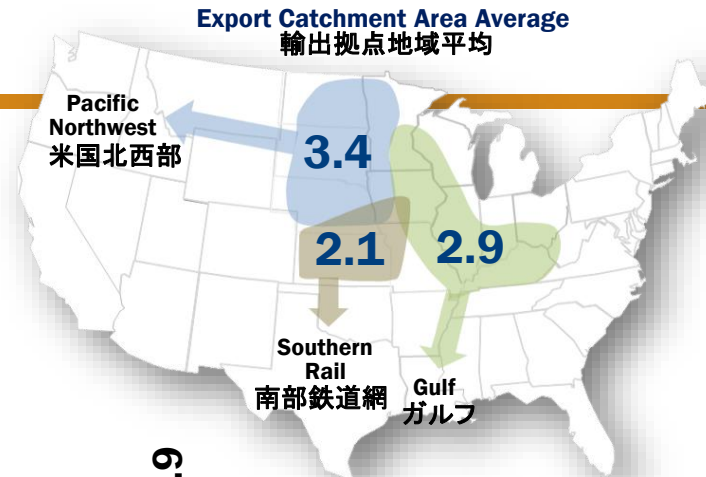 Export Catchment Area Average
輸出拠点地域平均
Pacific
Northwest
米国北西部
3.4
2.1
2.9
Southern
Rail
南部鉄道網
Gulf
ガルフ
6.